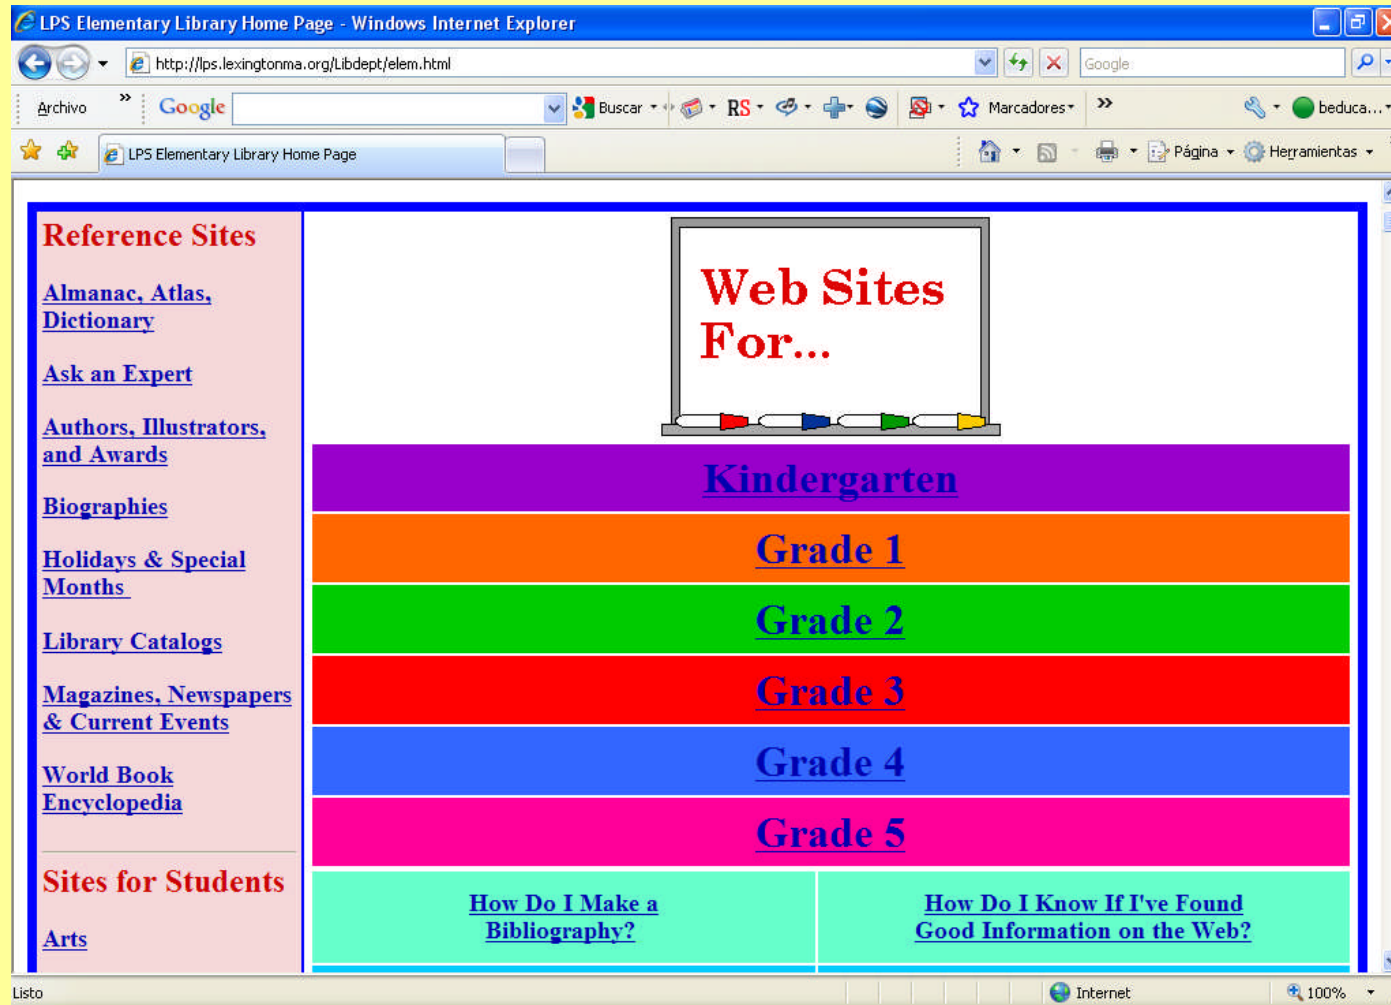 LPS Elementary Library Home Page - Windows Internet Explorer
http://lps.lexingtonma.org/Libdept/elem.html
Google
Archivo
»
Google
Buscar
RS
Marcadores
»
beduca...
LPS Elementary Library Home Page
Página
Herramientas
Reference Sites
Almanac, Atlas,
Dictionary
Ask an Expert
Authors, Illustrators,
and Awards
Biographies
Holidays & Special
Months
Library Catalogs
Magazines, Newspapers
& Current Events
World Book
Encyclopedia
Sites for Students
Arts
Web Sites
For...
Kindergarten
Grade 1
Grade 2
Grade 3
Grade 4
Grade 5
How Do I Make a
Bibliography?
How Do I Know If I've Found
Good Information on the Web?
Listo
Internet
100%